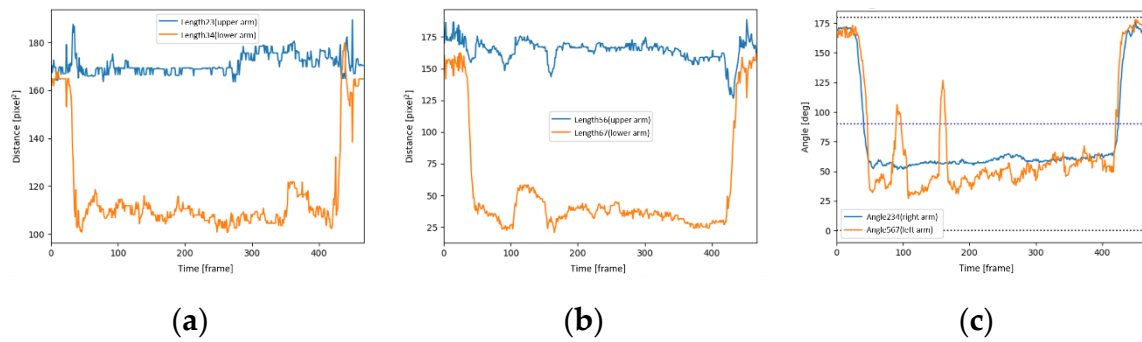 Length23(upper arm)
Length34(lower arm)
Distance [pixel²]
180
160
140
120
100
0 100 200 300 400
Time [frame]
(a)
Length56(upper arm)
Length67(lower arm)
Distance [pixel²]
175
150
125
100
75
50
25
0 100 200 300 400
Time [frame]
(b)
Angle234(right arm)
Angle567(left arm)
Angle [deg]
175
150
125
100
75
50
25
0
0 100 200 300 400
Time [frame]
(c)